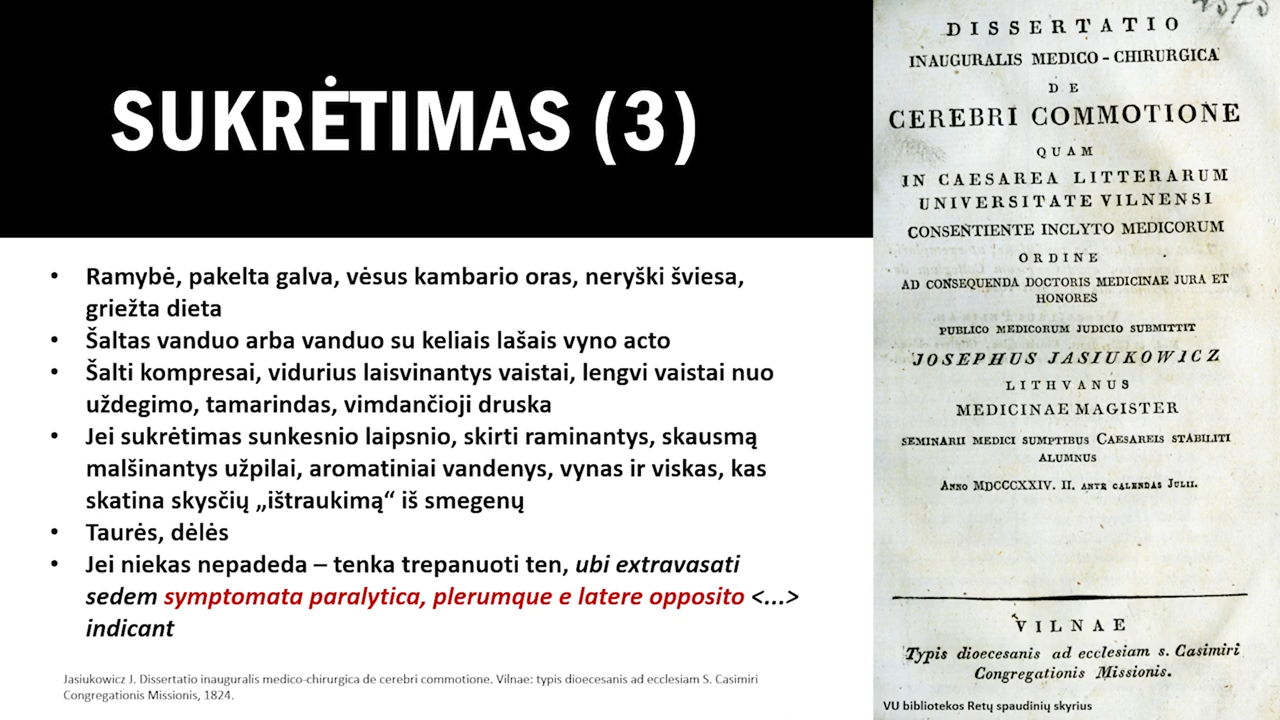 SUKRĖTIMAS (3)
• Ramybė, pakelta galva, vėsus kambario oras, neryški šviesa,
griežta dieta
• Šaltas vanduo arba vanduo su keliais lašais vyno acto
• Šalti kompresai, vidurius laisvinantys vaistai, lengvi vaistai nuo
uždegimo, tamarindas, vimdančioji druska
• Jei sukrėtimas sunkesnio laipsnio, skirti raminantys, skausmą
malšinantys užpilai, aromatiniai vandenys, vynas ir viskas, kas
skatina skysčių „ištraukimą“ iš smegenų
• Taurės, dėlės
• Jei niekas nepadeda – tenka trepanuoti ten, ubi extravasati
sedem symptomata paralytica, plerumque e latere opposito <...>
indicant
Jasiukowicz J. Dissertatio inauguralis medico-chirurgica de cerebri commotione. Vilnae: typis dioecesanis ad ecclesiam S. Casimiri
Congregationis Missionis, 1824.
DISSERTATIO
INAUGURALIS MEDICO - CHIRURGICA
DE
CEREBRI COMMOTIONE
QUAM
IN CAESAREA LITTERARUM
UNIVERSITATE VILNENSI
CONSENTIENTE INCLYTO MEDICORUM
ORDINE
AD CONSEQUENDA DOCTORIS MEDICINAE JURA ET
HONORES
PUBLICO MEDICORUM JUDICIO SUBMITTIT
JOSEPHUS JASIUKOWICZ
LITHVANUS
MEDICINAE MAGISTER
SEMINARII MEDICI SUMPTIBUS CAESAREIS STABILITI
ALUMNUS
ANNO MDCCCXXIV. II. ANTE CALENDAS JULII.
VILNAE
Typis dioecesanis ad ecclesiam s. Casimiri
Congregationis Missionis.
VU bibliotekos Retų spaudinių skyrius